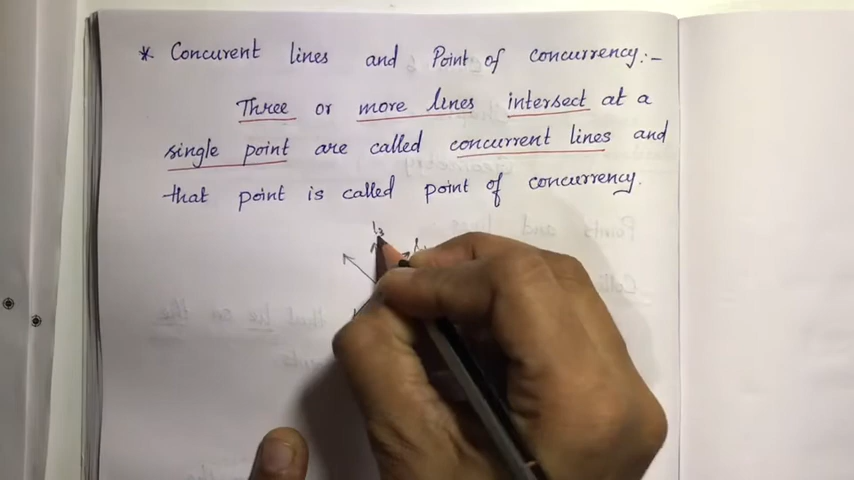 * Concurent lines and Point of concurrency:-
Three or more lines intersect at a
single point are called concurrent lines and
that point is called point of concurrency.
l₃